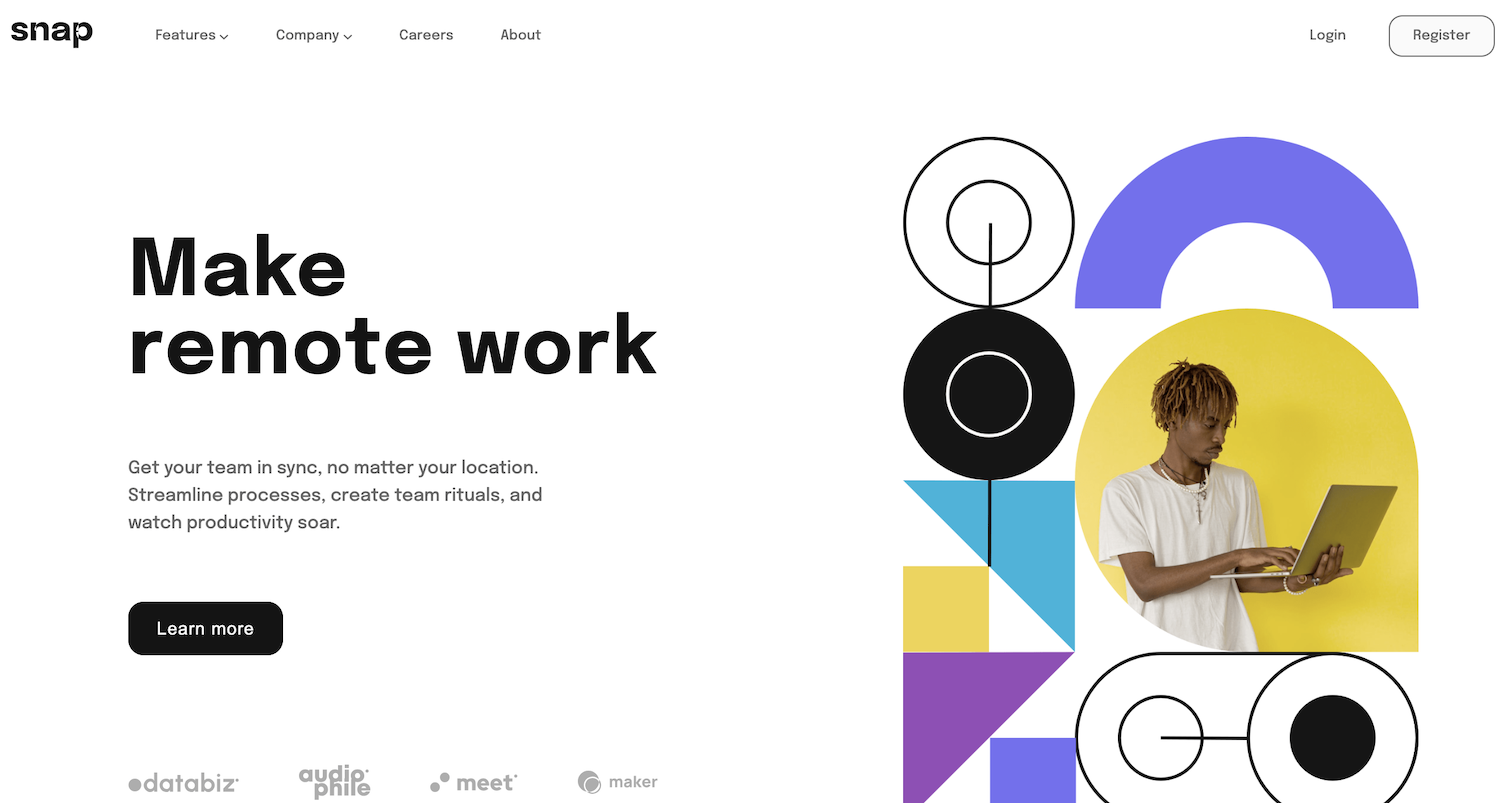 snap
Features
Company
Careers
About
Login
Register
Make
remote work
Get your team in sync, no matter your location.
Streamline processes, create team rituals, and
watch productivity soar.
Learn more
databiz
audiophile
meet
maker